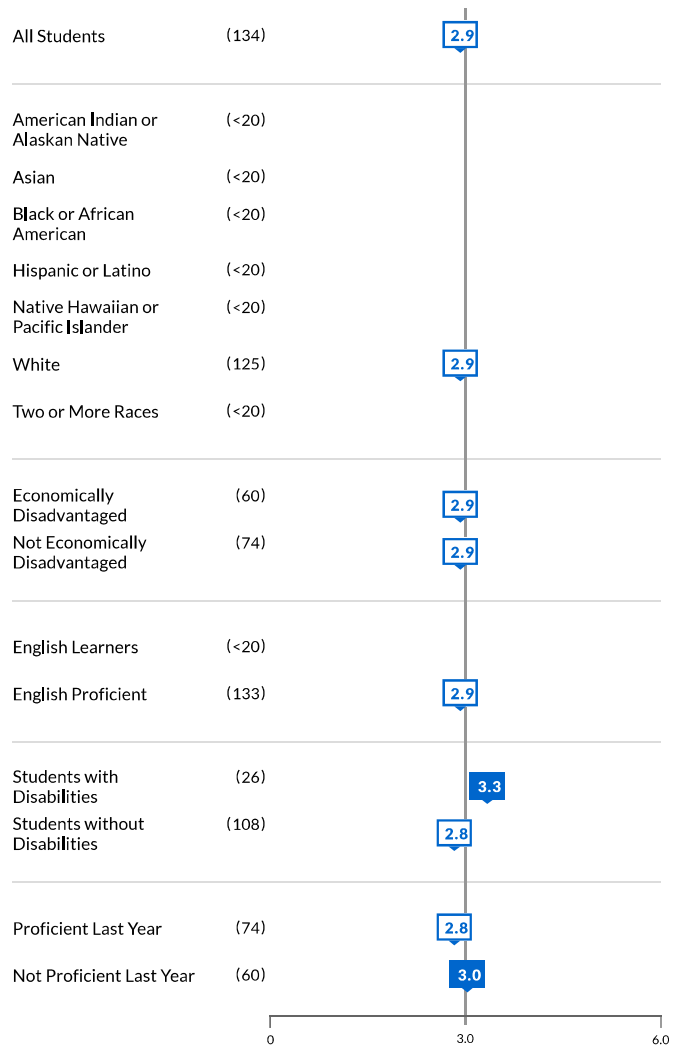 All Students (134) 2.9
American Indian or (<20)
Alaskan Native
Asian (<20)
Black or African (<20)
American
Hispanic or Latino (<20)
Native Hawaiian or (<20)
Pacific Islander
White (125) 2.9
Two or More Races (<20)
Economically (60) 2.9
Disadvantaged
Not Economically (74) 2.9
Disadvantaged
English Learners (<20)
English Proficient (133) 2.9
Students with (26) 3.3
Disabilities
Students without (108) 2.8
Disabilities
Proficient Last Year (74) 2.8
Not Proficient Last Year (60) 3.0
0 3.0 6.0